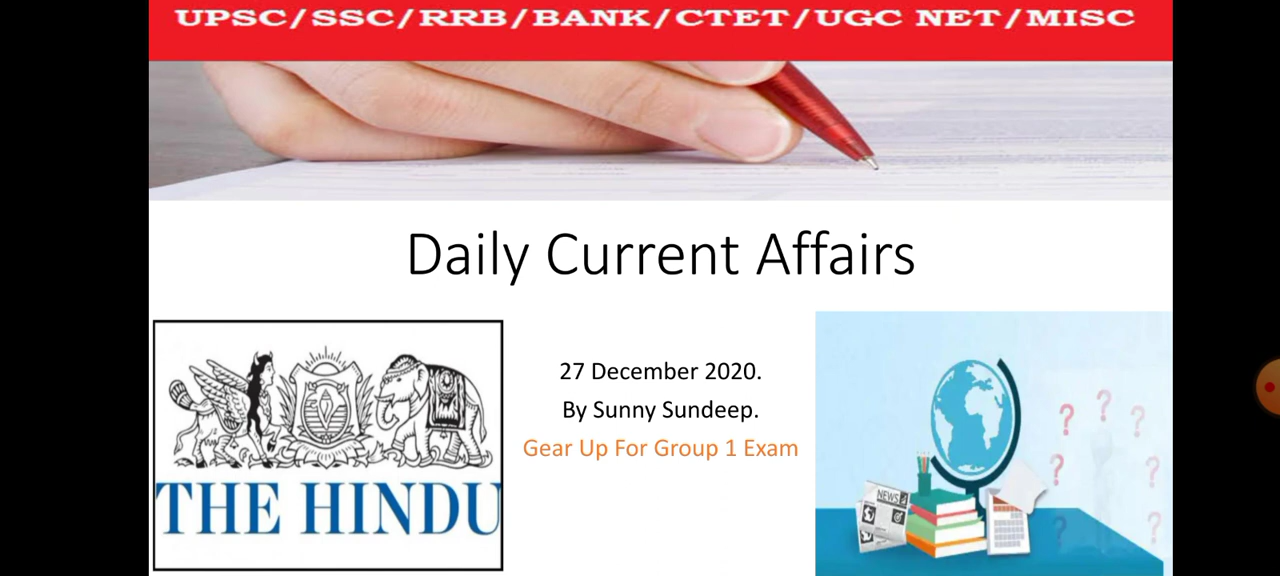 UPSC/SSC/RRB/BANK/CTET/UGC NET/MISC
Daily Current Affairs
27 December 2020.
By Sunny Sundeep.
Gear Up For Group 1 Exam
THE HINDU
NEWS